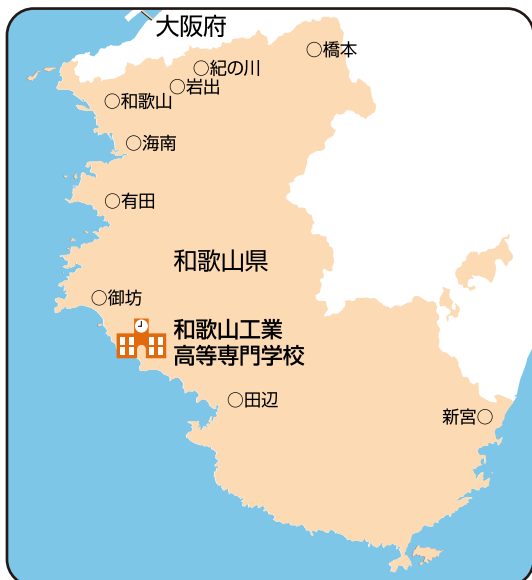 大阪府
橋本
紀の川
岩出
和歌山
海南
有田
和歌山県
御坊
和歌山工業
高等専門学校
田辺
新宮